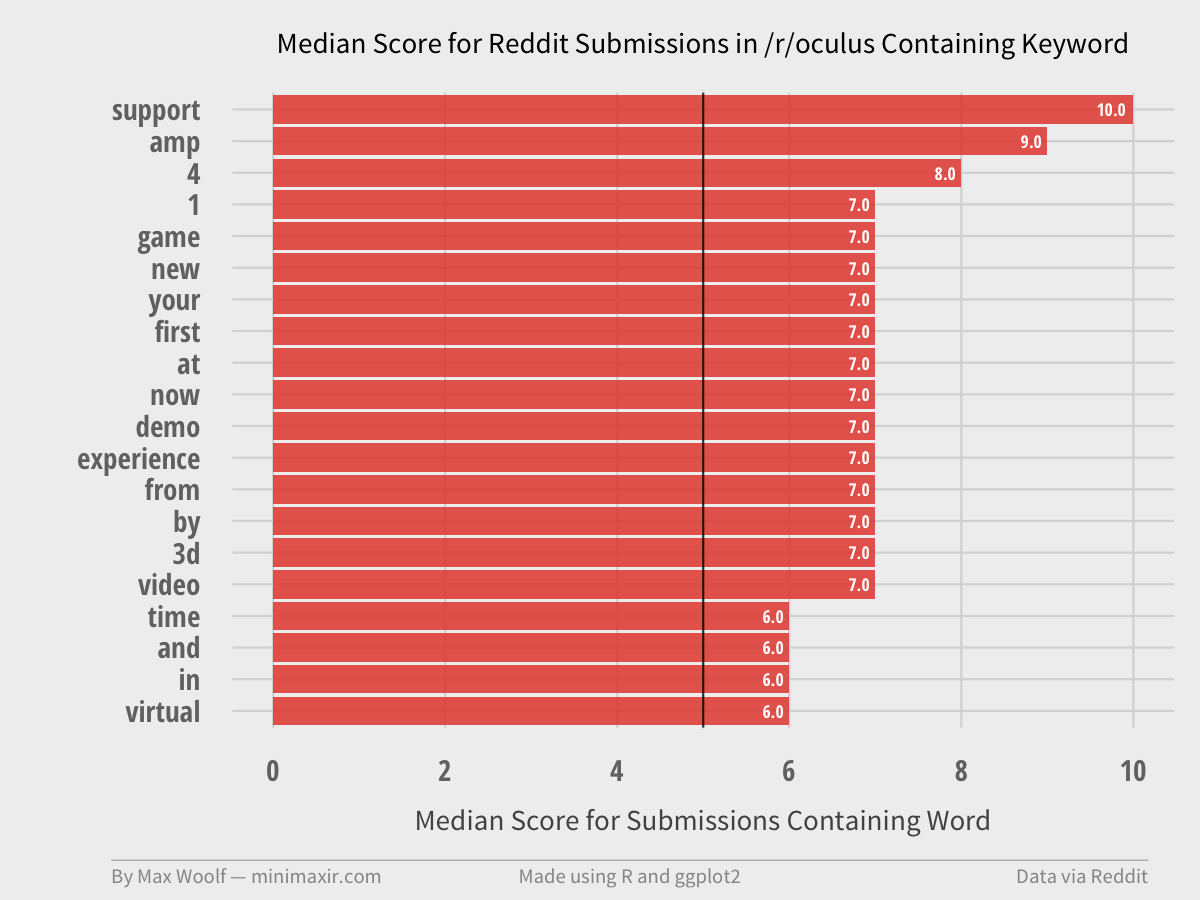 Median Score for Reddit Submissions in /r/oculus Containing Keyword
support 10.0
amp 9.0
4 8.0
1 7.0
game 7.0
new 7.0
your 7.0
first 7.0
at 7.0
now 7.0
demo 7.0
experience 7.0
from 7.0
by 7.0
3d 7.0
video 7.0
time 6.0
and 6.0
in 6.0
virtual 6.0
0 2 4 6 8 10
Median Score for Submissions Containing Word
By Max Woolf — minimaxir.com Made using R and ggplot2 Data via Reddit